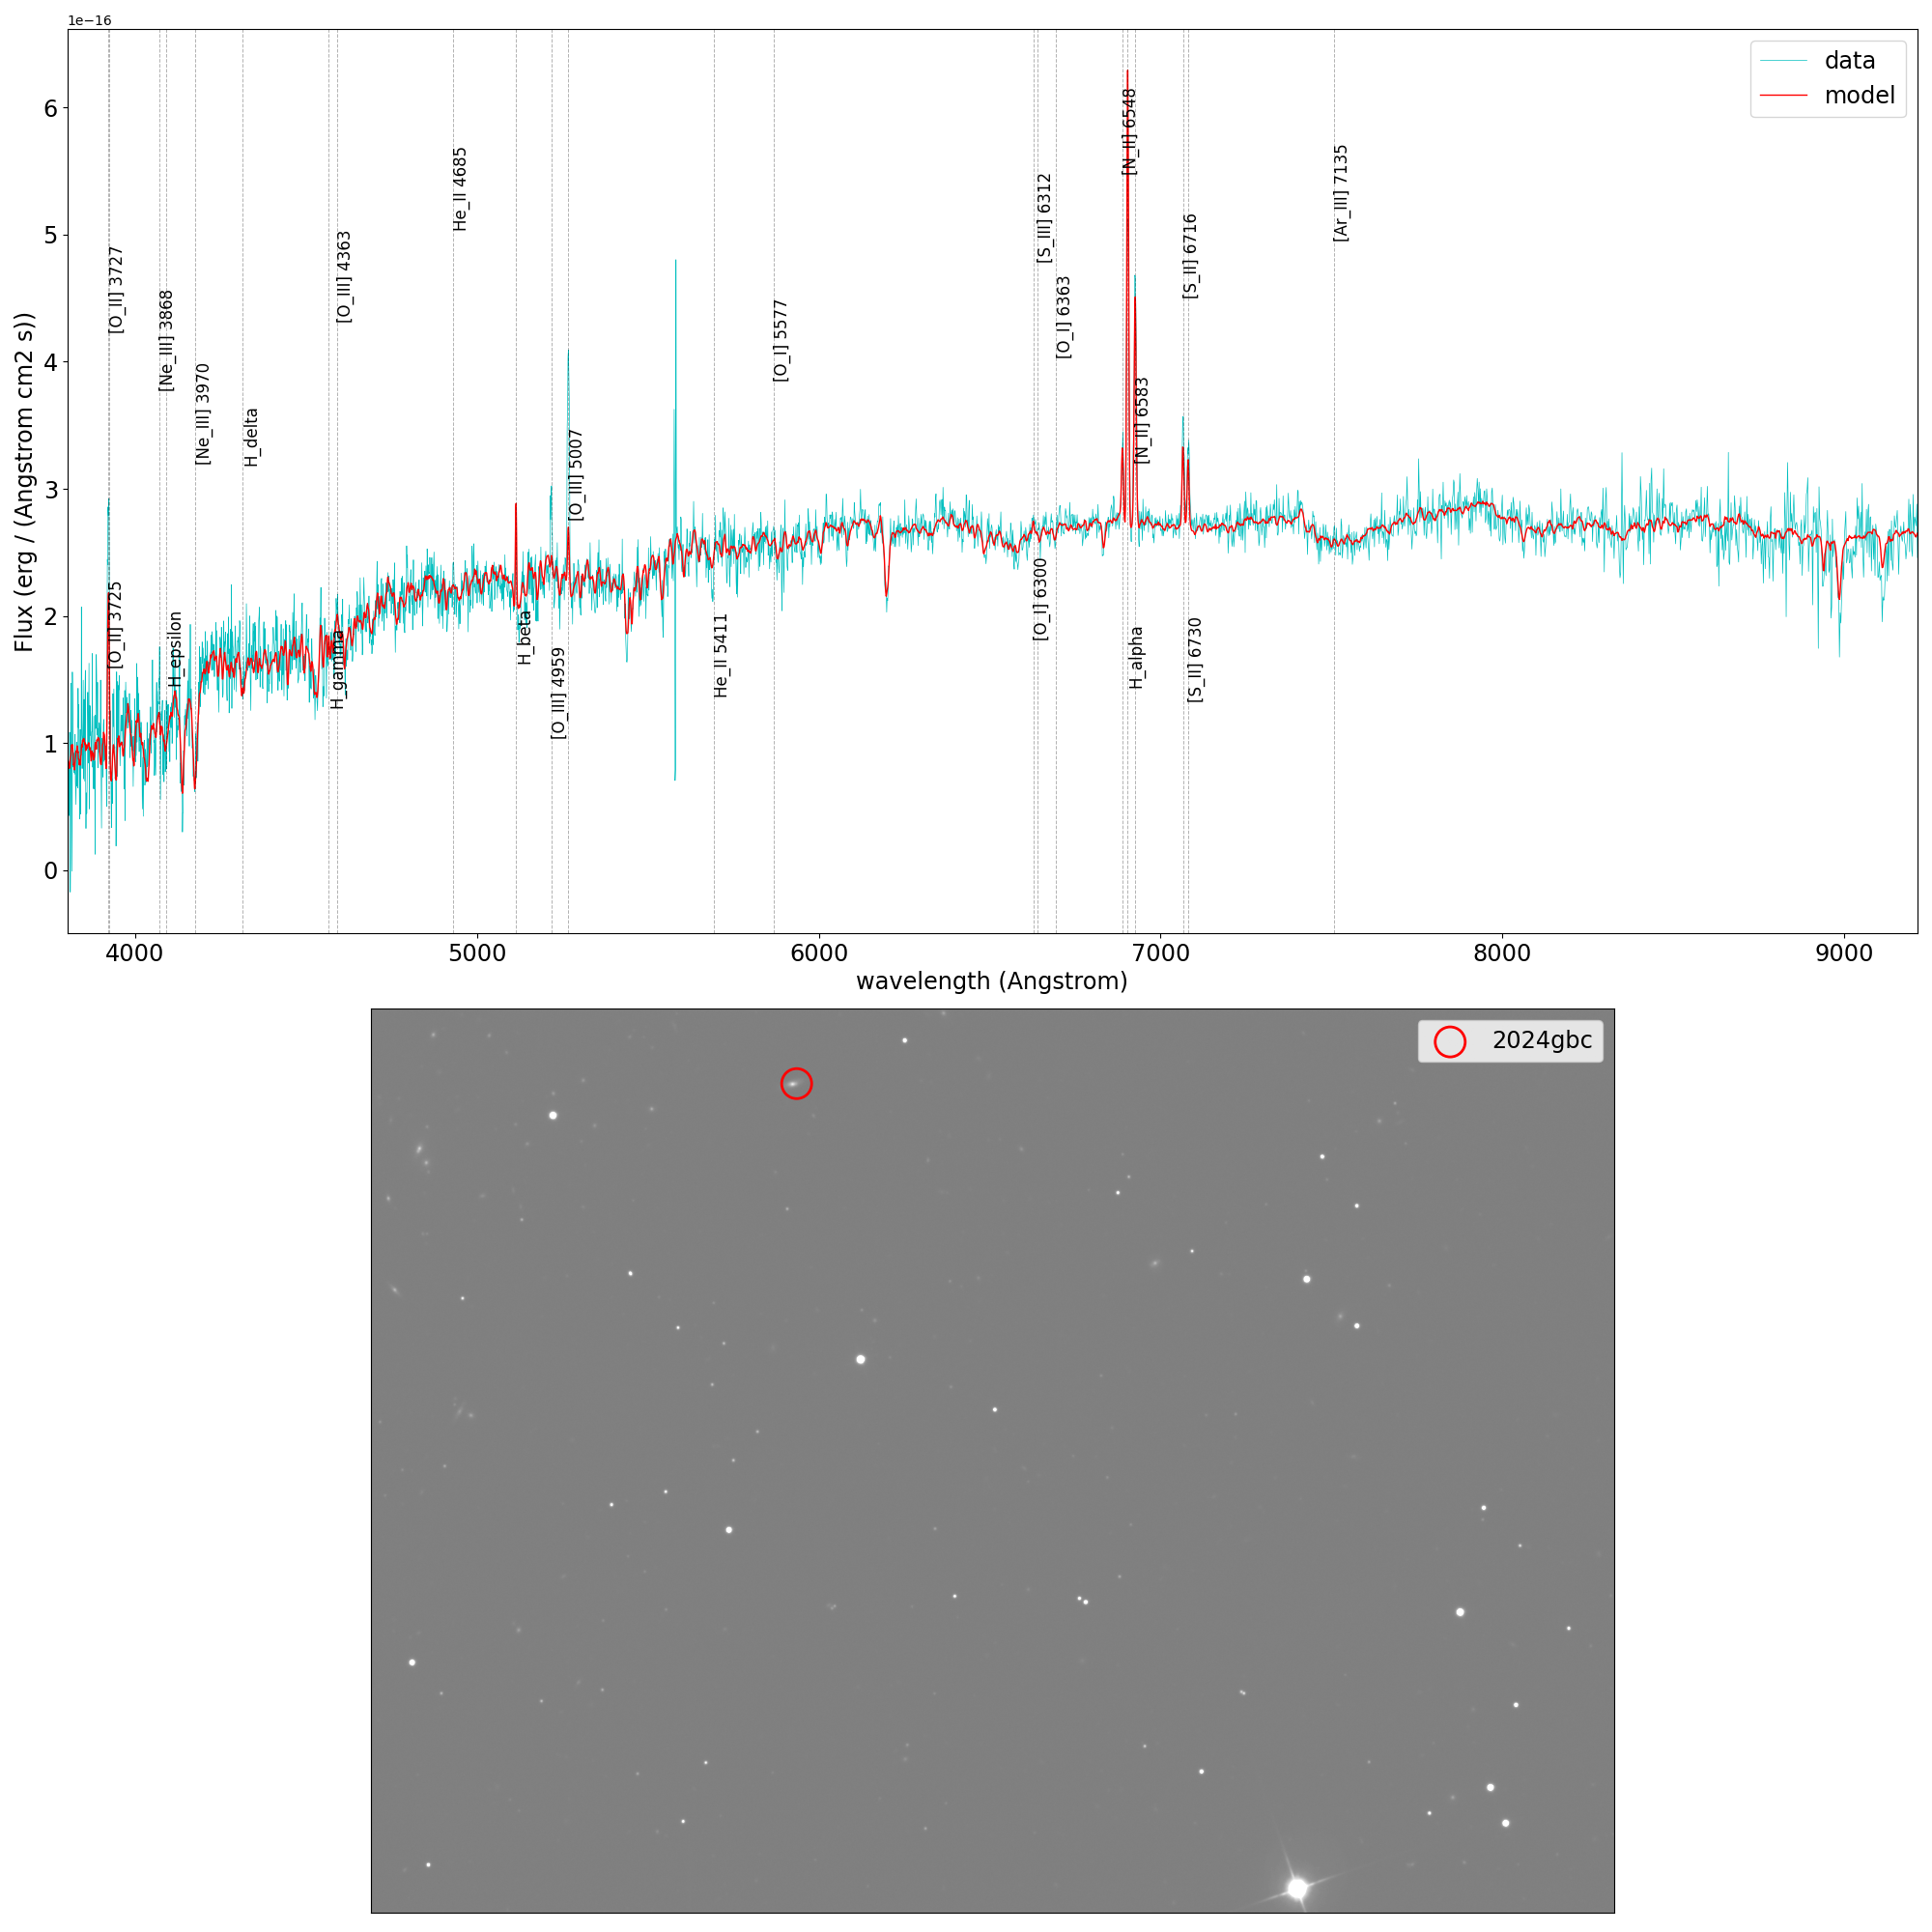 1e−16
data
model
Flux (erg / (Angstrom cm2 s))
6
5
4
3
2
1
0
[O_II] 3727
[O_II] 3725
[Ne_III] 3868
H_epsilon
[Ne_III] 3970
H_delta
H_gamma
[O_III] 4363
He_II 4685
H_beta
[O_III] 4959
[O_III] 5007
He_II 5411
[O_I] 5577
[O_I] 6300
[S_III] 6312
[O_I] 6363
[N_II] 6548
H_alpha
[N_II] 6583
[S_II] 6716
[S_II] 6730
[Ar_III] 7135
4000
5000
6000
7000
8000
9000
wavelength (Angstrom)
2024gbc